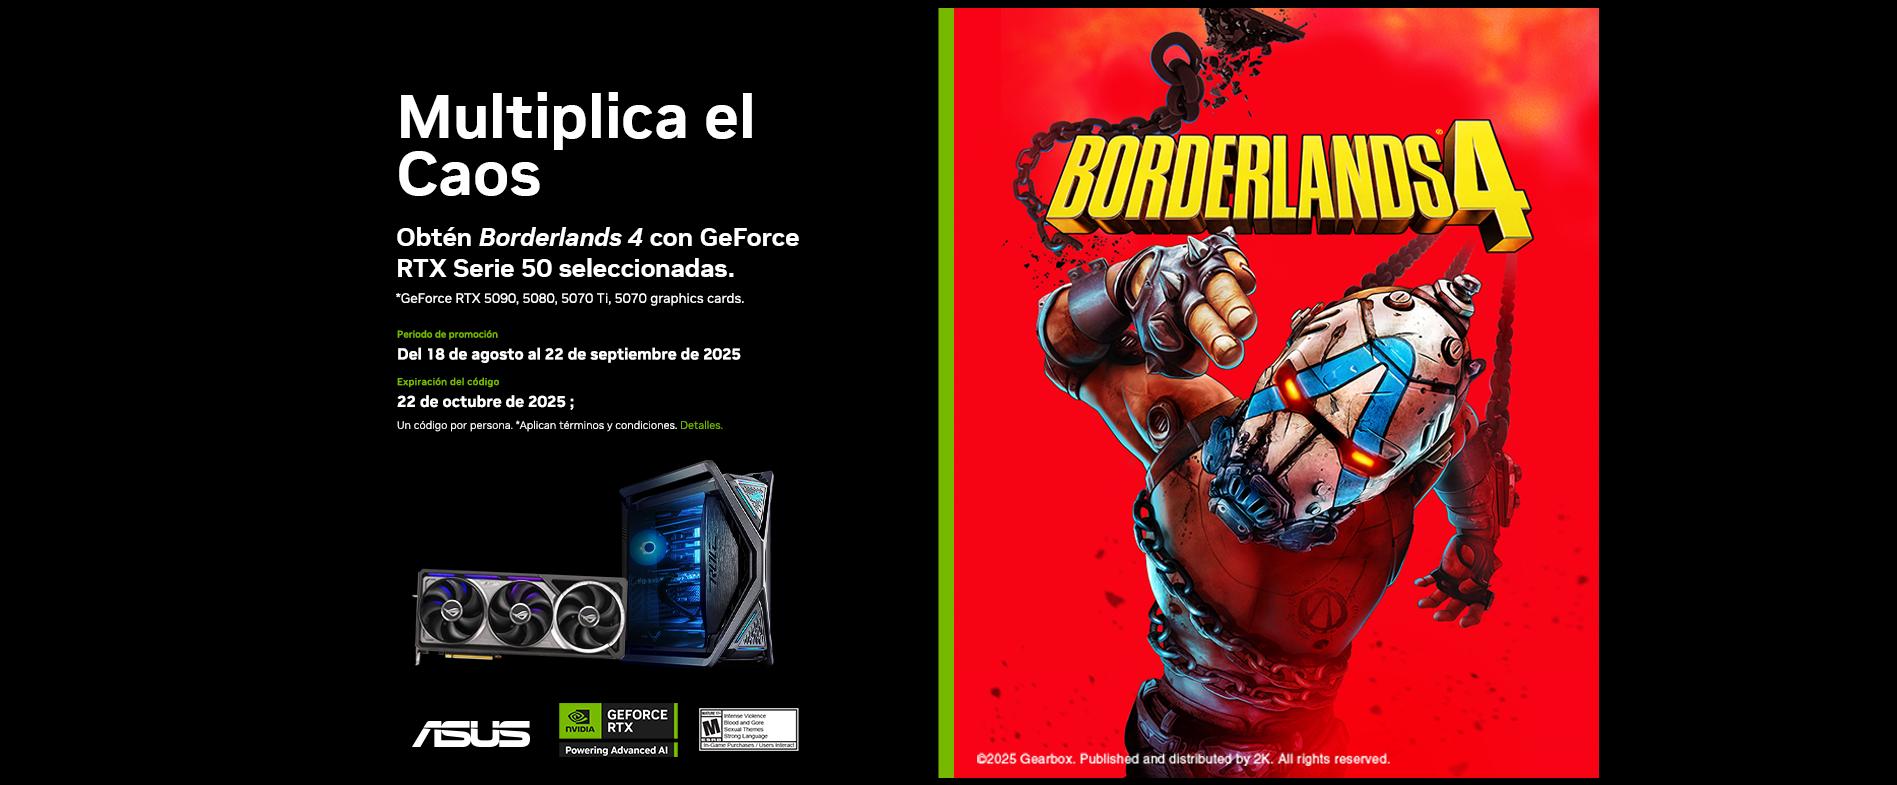 Multiplica el
Caos
Obtén Borderlands 4 con GeForce
RTX Serie 50 seleccionadas.
*GeForce RTX 5090, 5080, 5070 Ti, 5070 graphics cards.
Periodo de promoción
Del 18 de agosto al 22 de septiembre de 2025
Expiración del código
22 de octubre de 2025 ;
Un código por persona. *Aplican términos y condiciones. Detalles.
ASUS
NVIDIA
GEFORCE
RTX
Powering Advanced AI
MATURE 17+
M
ESRB
Intense Violence
Blood and Gore
Sexual Themes
Strong Language
In-Game Purchases / Users Interact
BORDERLANDS 4
©2025 Gearbox. Published and distributed by 2K. All rights reserved.